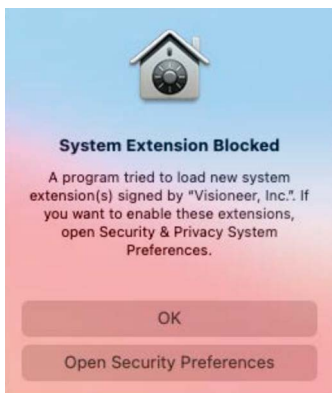 System Extension Blocked
A program tried to load new system
extension(s) signed by "Visioneer, Inc.". If
you want to enable these extensions,
open Security & Privacy System
Preferences.
OK
Open Security Preferences